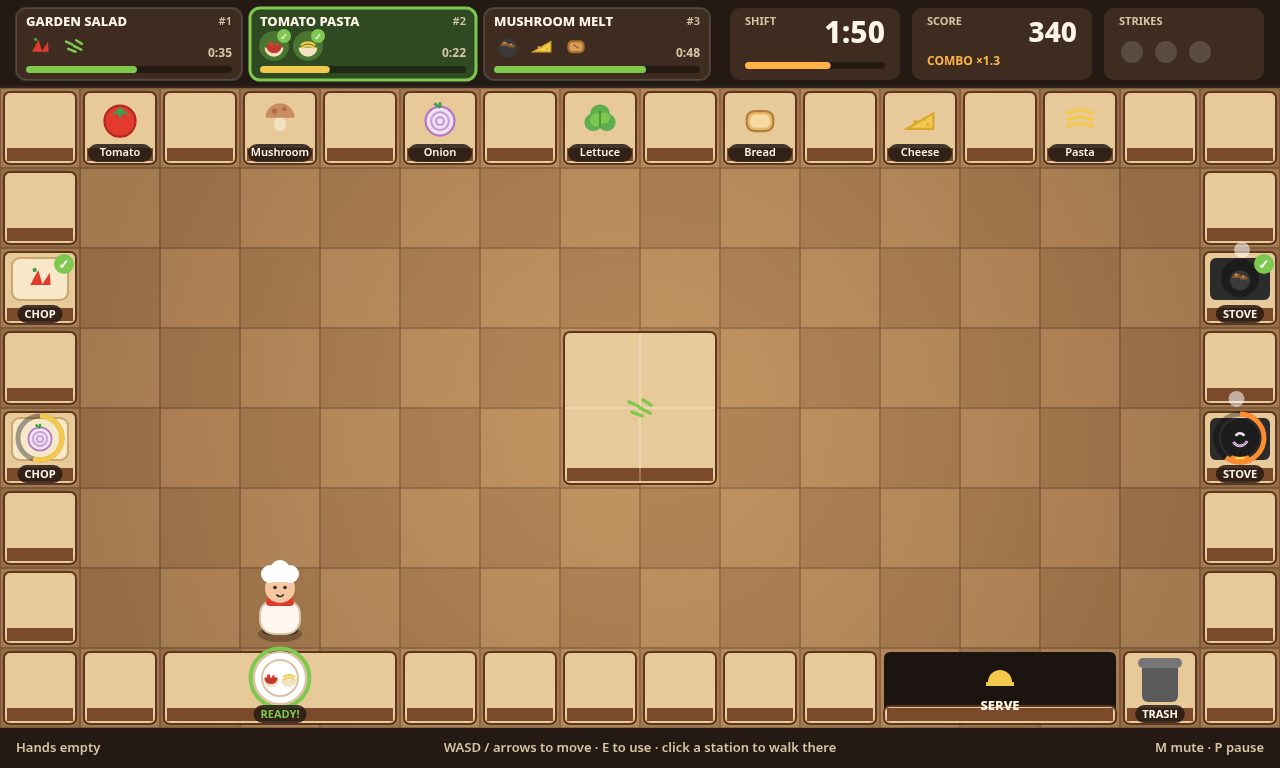 GARDEN SALAD #1
0:35
TOMATO PASTA #2
0:22
MUSHROOM MELT #3
0:48
SHIFT
1:50
SCORE
340
COMBO ×1.3
STRIKES
Tomato
Mushroom
Onion
Lettuce
Bread
Cheese
Pasta
CHOP
STOVE
CHOP
STOVE
READY!
SERVE
TRASH
Hands empty
WASD / arrows to move · E to use · click a station to walk there
M mute · P pause